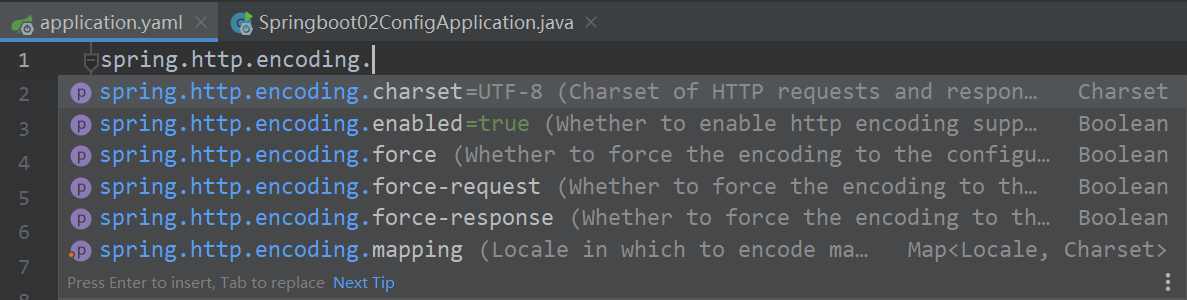 application.yaml Springboot02ConfigApplication.java
1 spring.http.encoding.
2 p spring.http.encoding.charset=UTF-8 (Charset of HTTP requests and respon… Charset
3 p spring.http.encoding.enabled=true (Whether to enable http encoding supp… Boolean
4 p spring.http.encoding.force (Whether to force the encoding to the configu… Boolean
5 p spring.http.encoding.force-request (Whether to force the encoding to th… Boolean
6 p spring.http.encoding.force-response (Whether to force the encoding to th… Boolean
7 p spring.http.encoding.mapping (Locale in which to encode ma… Map<Locale, Charset>
Press Enter to insert, Tab to replace Next Tip
8